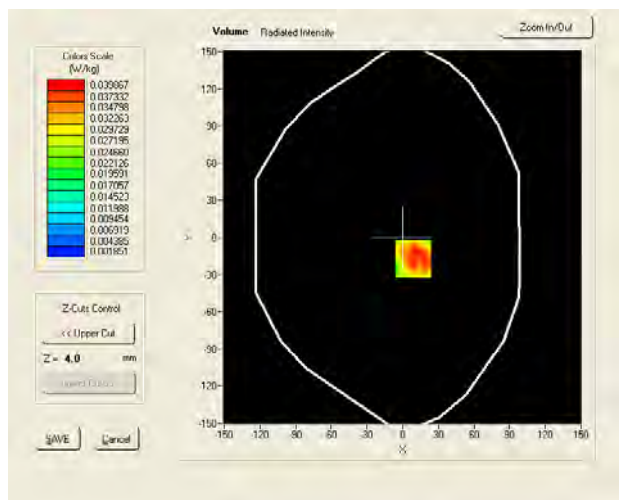 Volume Radiated Intensity
Zoom In/Out
Colors Scale
(W/kg)
0.039867
0.037332
0.034798
0.032263
0.029729
0.027195
0.024660
0.022126
0.019591
0.017057
0.014523
0.011988
0.009454
0.006919
0.004385
0.001851
Z-Cuts Control
<< Upper Cut
Z = 4.0 mm
SAVE
Cancel
150
120
90
60
30
0
-30
-60
-90
-120
-150
Y
-150 -120 -90 -60 -30 0 30 60 90 120 150
X